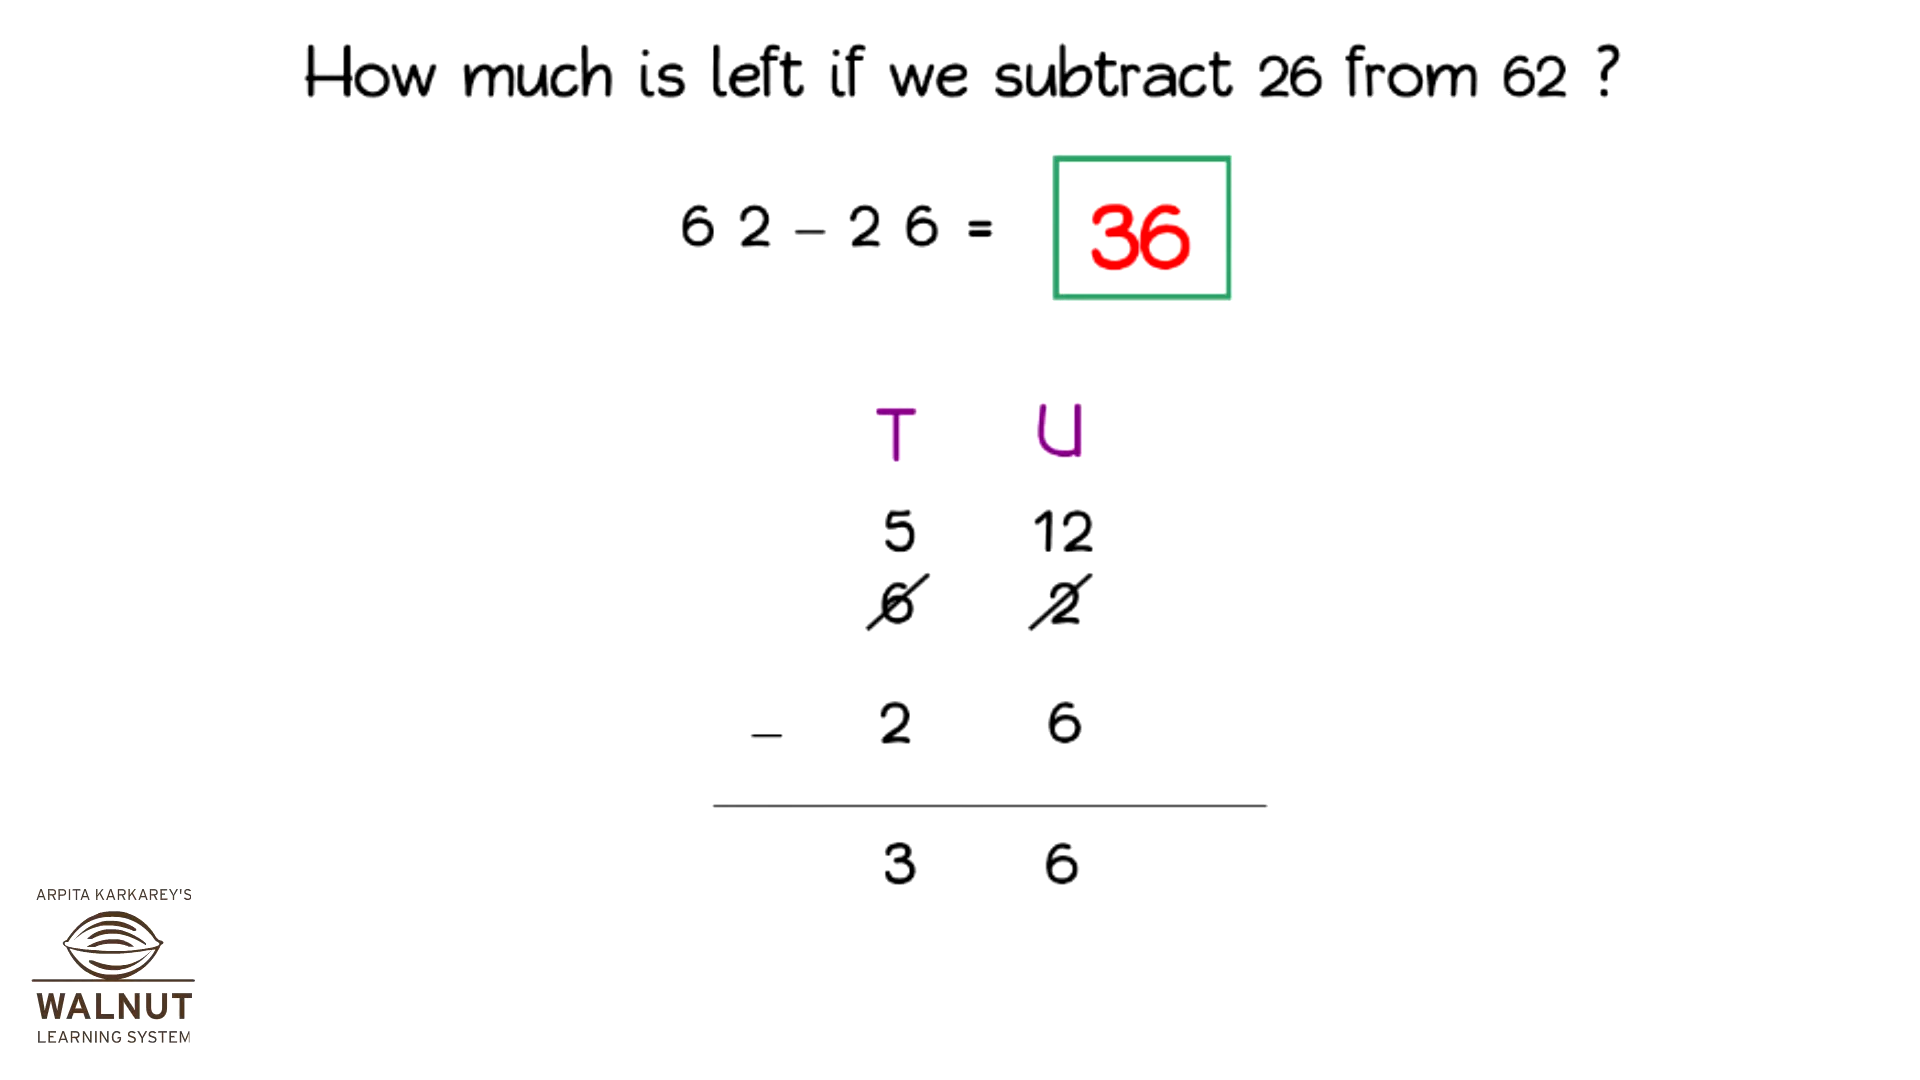 How much is left if we subtract 26 from 62 ?
6 2 – 2 6 = 36
T U
5 12
6 2
– 2 6
3 6
ARPITA KARKAREY'S
WALNUT
LEARNING SYSTEM